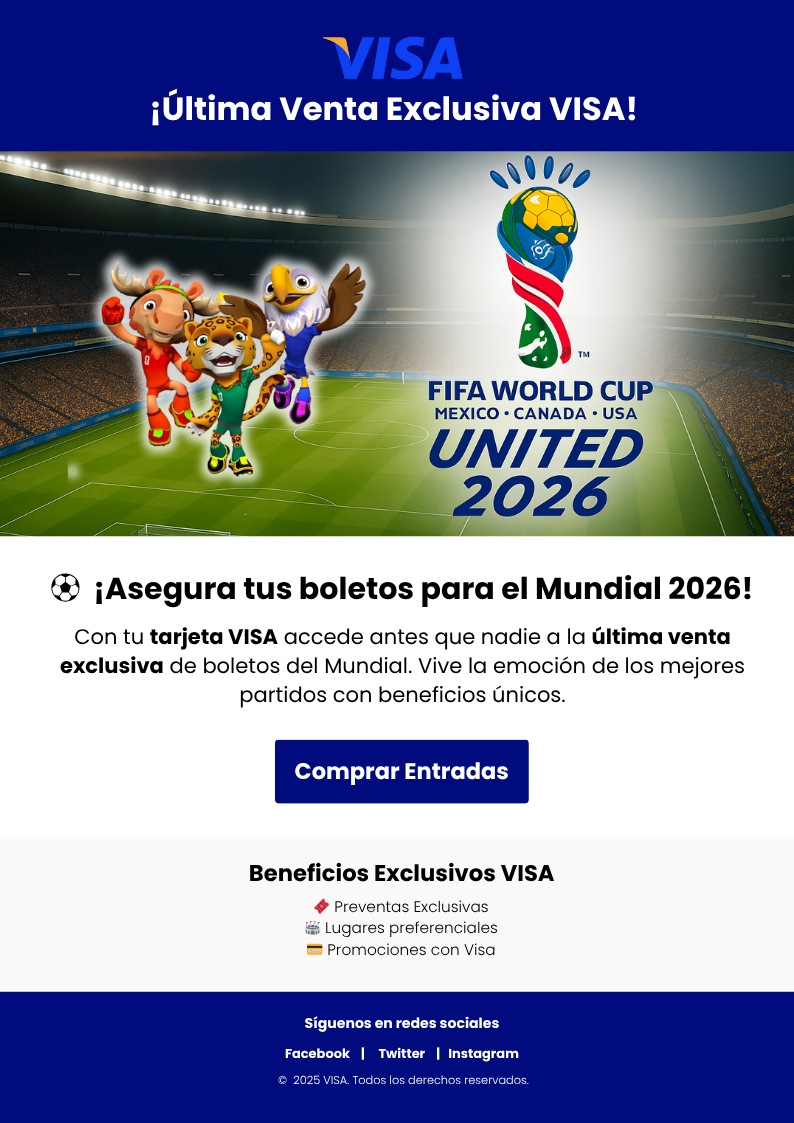 VISA
¡Última Venta Exclusiva VISA!
TM
FIFA WORLD CUP
MEXICO • CANADA • USA
UNITED
2026
¡Asegura tus boletos para el Mundial 2026!
Con tu tarjeta VISA accede antes que nadie a la última venta
exclusiva de boletos del Mundial. Vive la emoción de los mejores
partidos con beneficios únicos.
Comprar Entradas
Beneficios Exclusivos VISA
Preventas Exclusivas
Lugares preferenciales
Promociones con Visa
Síguenos en redes sociales
Facebook | Twitter | Instagram
© 2025 VISA. Todos los derechos reservados.